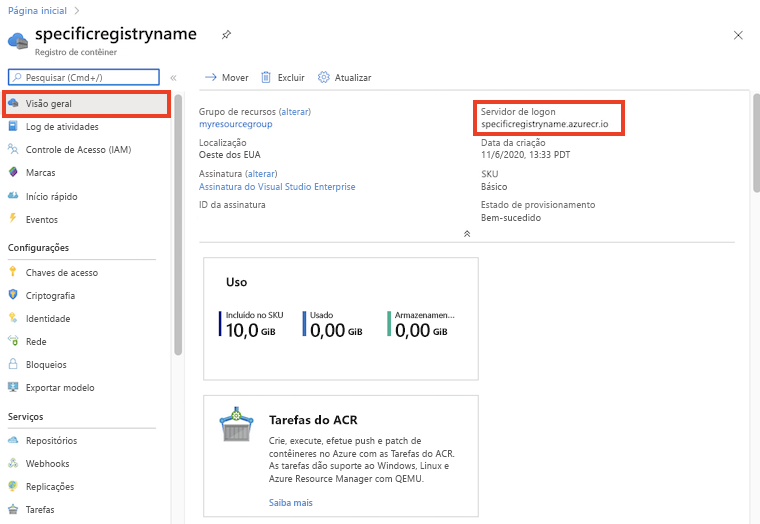 Página inicial
specificregistryname
Registro de contêiner
Pesquisar (Cmd+/)
Visão geral
Log de atividades
Controle de Acesso (IAM)
Marcas
Início rápido
Eventos
Configurações
Chaves de acesso
Criptografia
Identidade
Rede
Bloqueios
Exportar modelo
Serviços
Repositórios
Webhooks
Replicações
Tarefas
Mover Excluir Atualizar
Grupo de recursos (alterar)
myresourcegroup
Localização
Oeste dos EUA
Assinatura (alterar)
Assinatura do Visual Studio Enterprise
ID da assinatura
Servidor de logon
specificregistryname.azurecr.io
Data da criação
11/6/2020, 13:33 PDT
SKU
Básico
Estado de provisionamento
Bem-sucedido
Uso
Incluído no SKU
10,0 GiB
Usado
0,00 GiB
Armazenamen...
0,00 GiB
Tarefas do ACR
Crie, execute, efetue push e patch de
contêineres no Azure com as Tarefas do ACR.
As tarefas dão suporte ao Windows, Linux e
Azure Resource Manager com QEMU.
Saiba mais